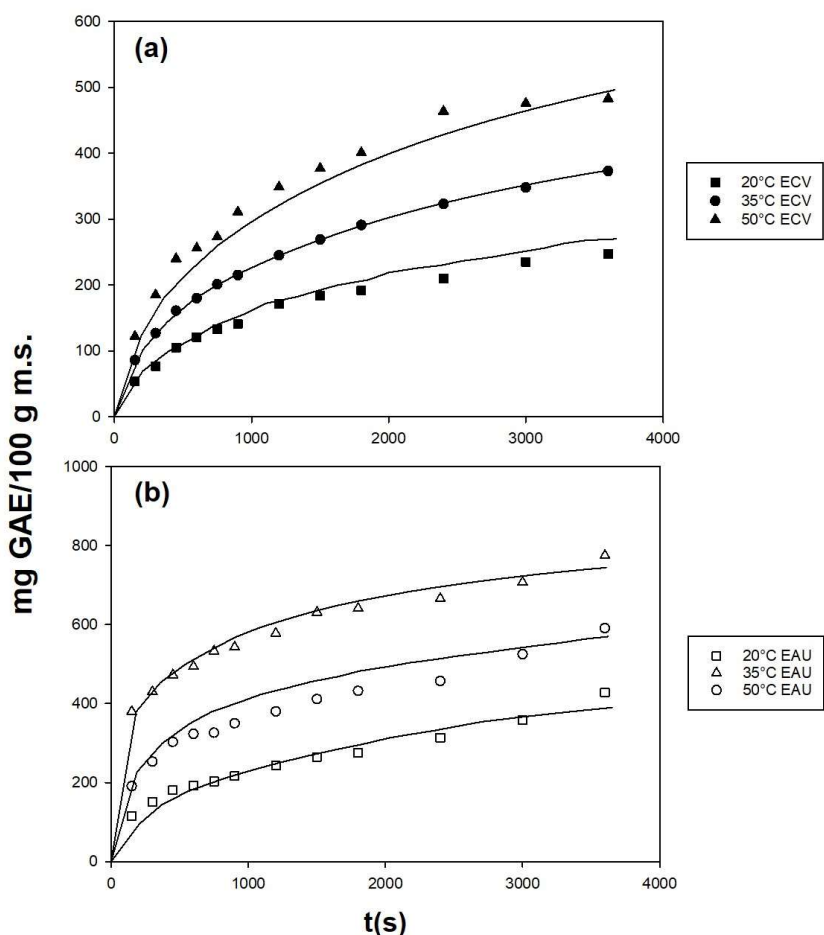 600
(a)
500
400
300
200
100
0
0 1000 2000 3000 4000
20°C ECV
35°C ECV
50°C ECV
mg GAE/100 g m.s.
1000
(b)
800
600
400
200
0
0 1000 2000 3000 4000
20°C EAU
35°C EAU
50°C EAU
t(s)